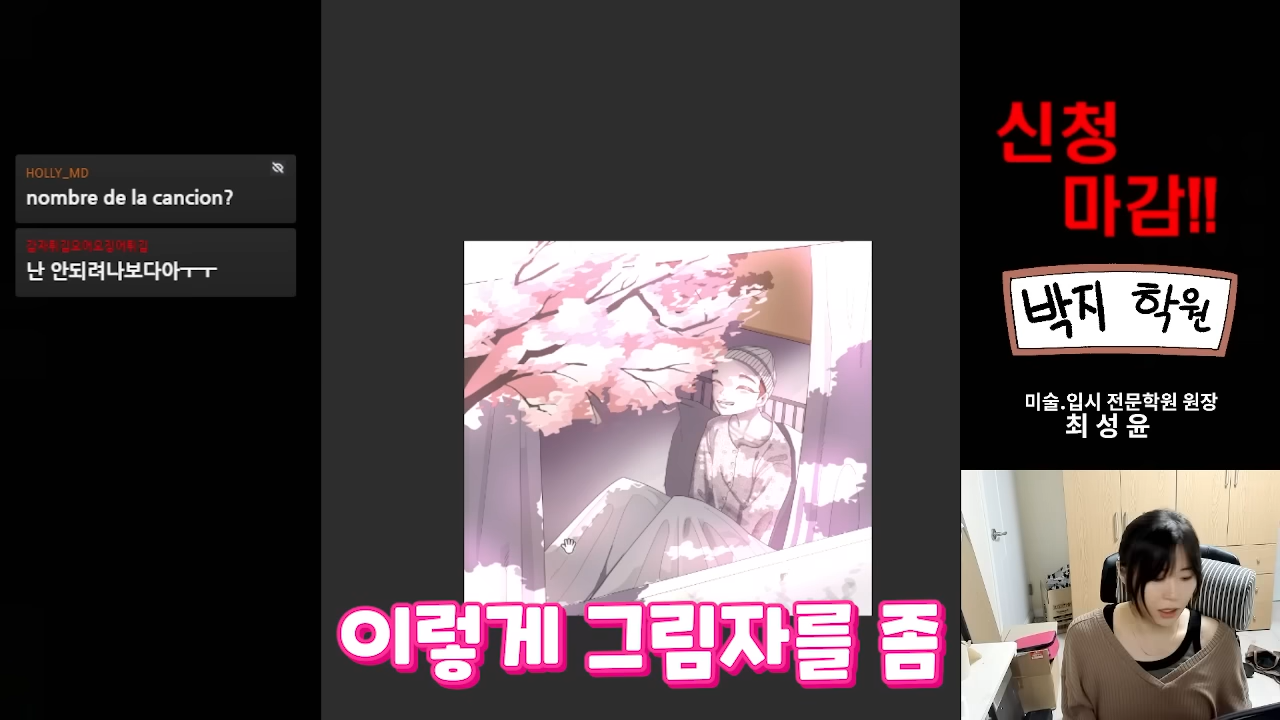 HOLLY_MD
nombre de la cancion?
난 안되려나보다아ㅜㅜ
이렇게 그림자를 좀
신청
마감!!
박지 학원
미술.입시 전문학원 원장
최성윤